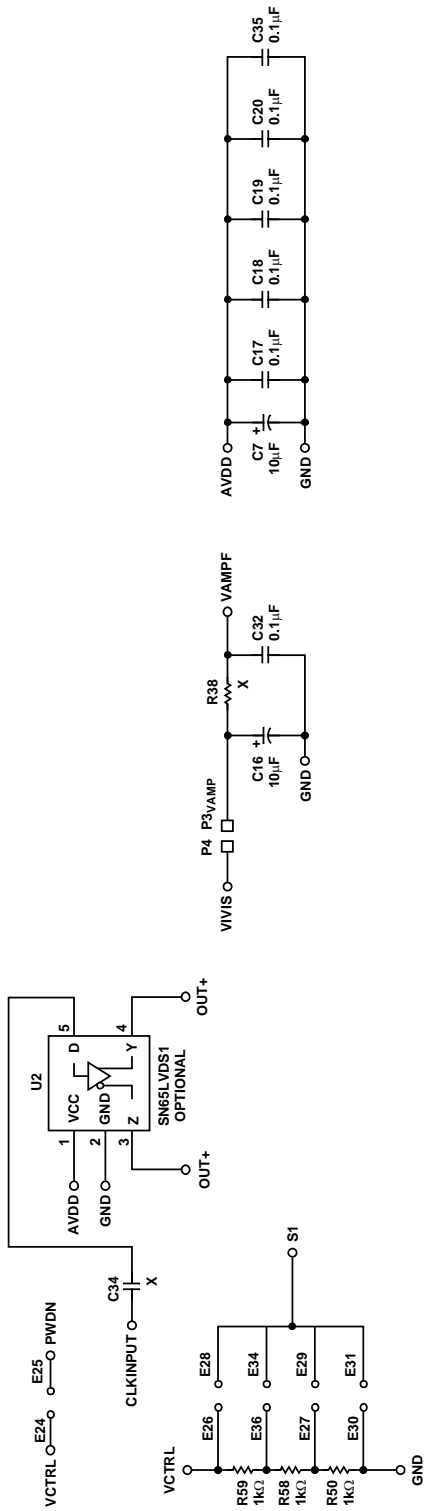 VCTRL
E24
E25
PWDN
CLKINPUT
C34
X
U2
AVDD
GND
1
2
3
VCC
GND
Z
D
Y
5
4
SN65LVDS1
OPTIONAL
OUT+
OUT+
VCTRL
E26
E28
R59
1kΩ
E36
E34
R58
1kΩ
E27
E29
R50
1kΩ
E30
E31
GND
S1
VIVIS
P4
P3
VAMP
R38
X
VAMPF
C16
+
10µF
C32
0.1µF
GND
AVDD
GND
C7
+
10µF
C17
0.1µF
C18
0.1µF
C19
0.1µF
C20
0.1µF
C35
0.1µF